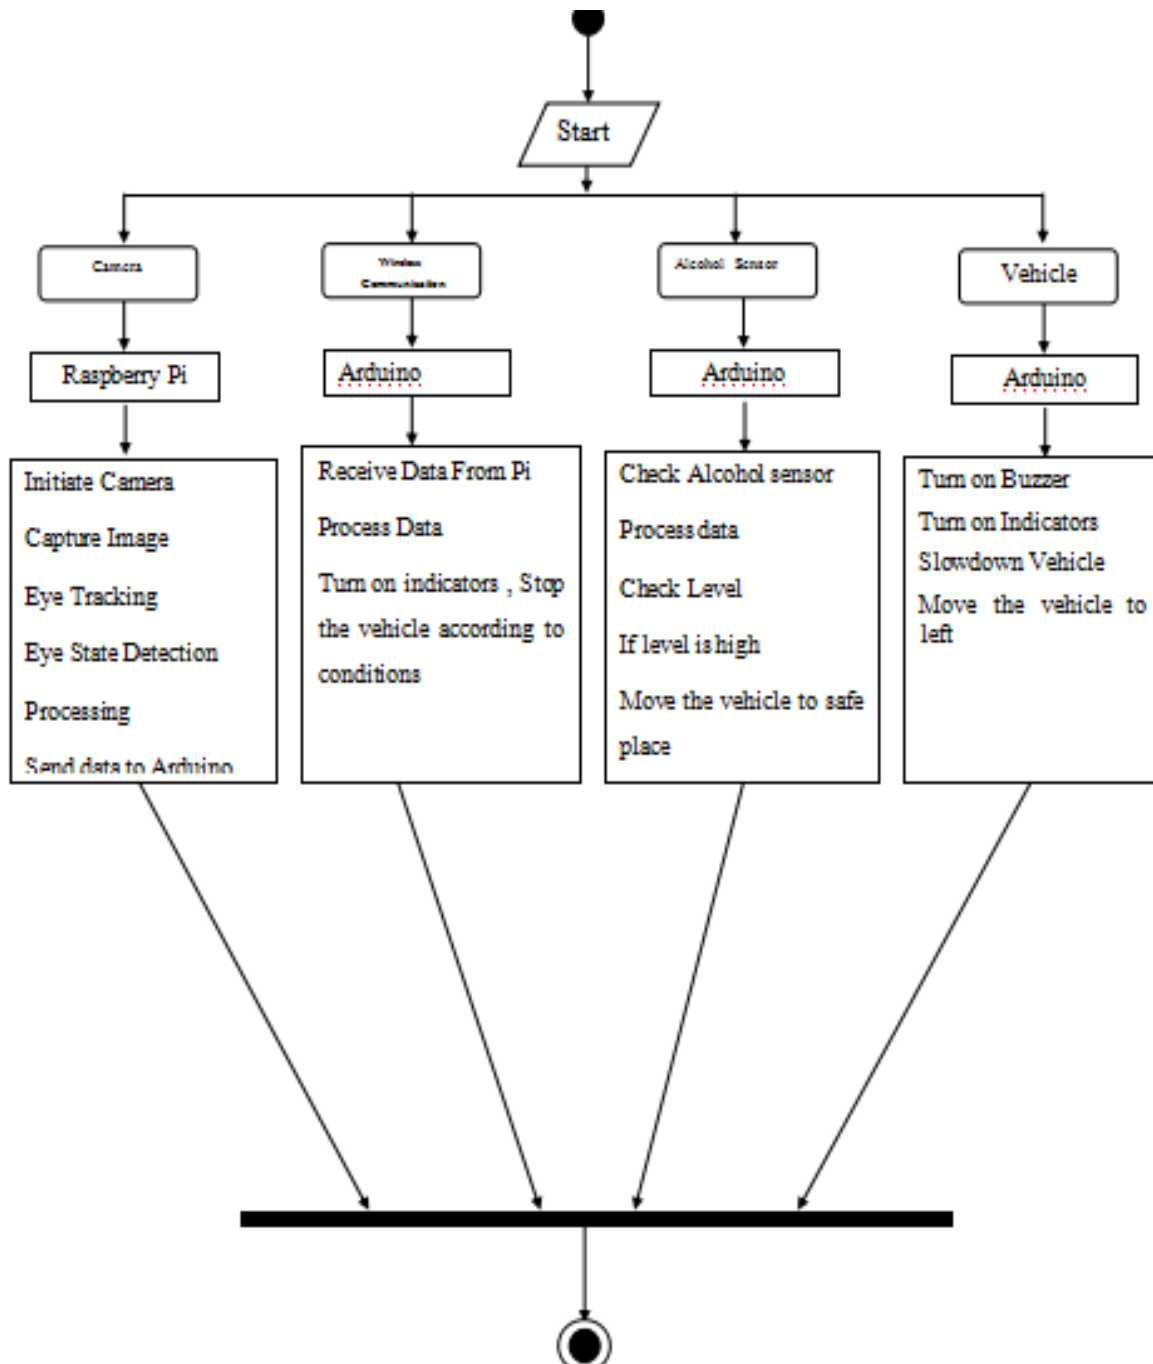 Start
Camera
Wireless
Communication
Alcohol Sensor
Vehicle
Raspberry Pi
Arduino
Arduino
Arduino
Initiate Camera
Capture Image
Eye Tracking
Eye State Detection
Processing
Send data to Arduino
Receive Data From Pi
Process Data
Turn on indicators , Stop
the vehicle according to
conditions
Check Alcohol sensor
Process data
Check Level
If level is high
Move the vehicle to safe
place
Turn on Buzzer
Turn on Indicators
Slowdown Vehicle
Move the vehicle to
left